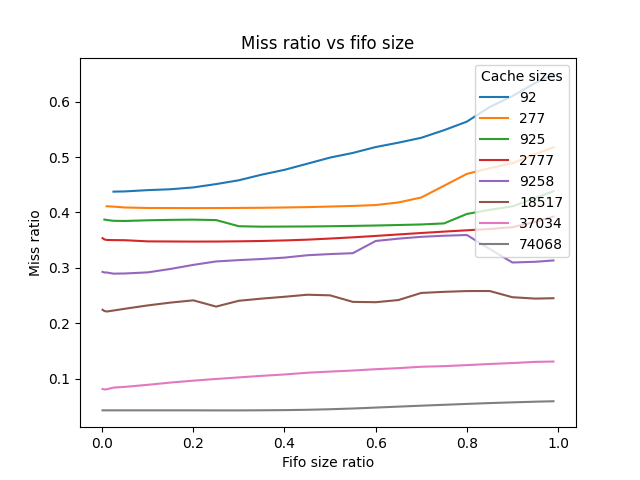 Miss ratio vs fifo size
Cache sizes
92
277
925
2777
9258
18517
37034
74068
Miss ratio
0.6
0.5
0.4
0.3
0.2
0.1
0.0 0.2 0.4 0.6 0.8 1.0
Fifo size ratio